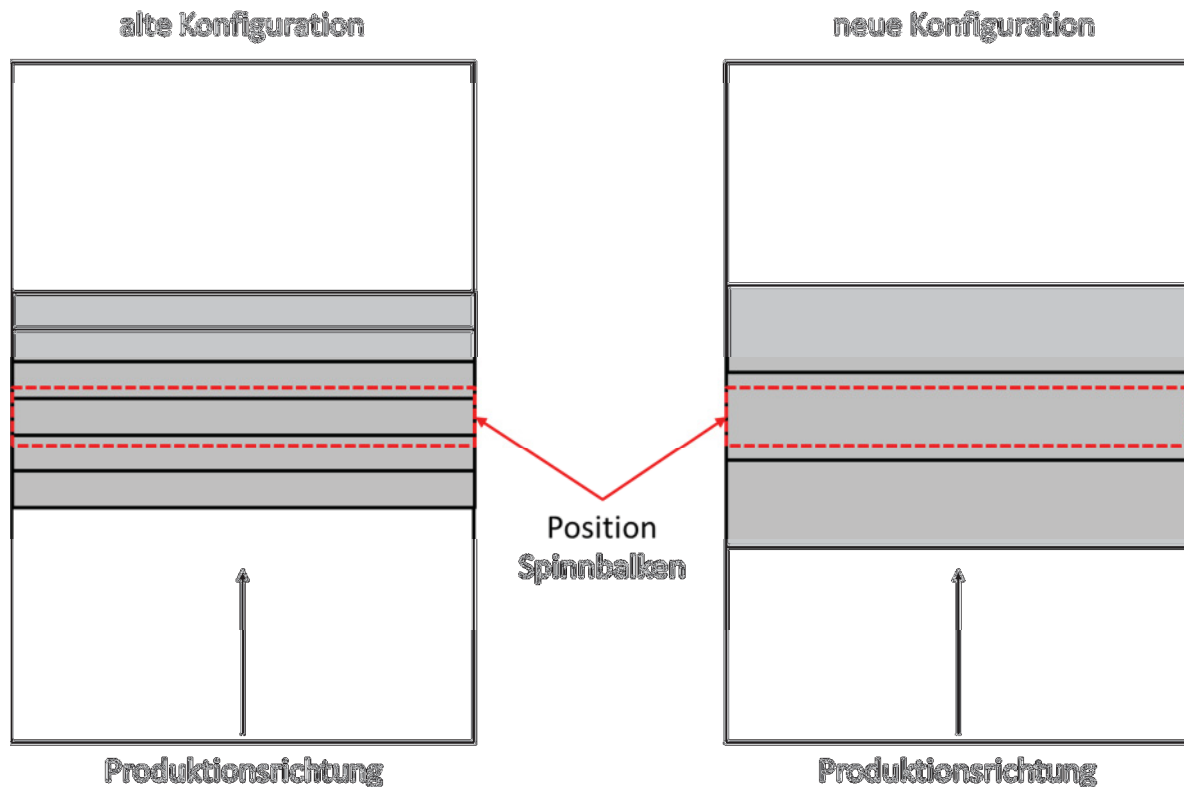 alte Konfiguration
neue Konfiguration
Position
Spinnbalken
Produktionsrichtung
Produktionsrichtung